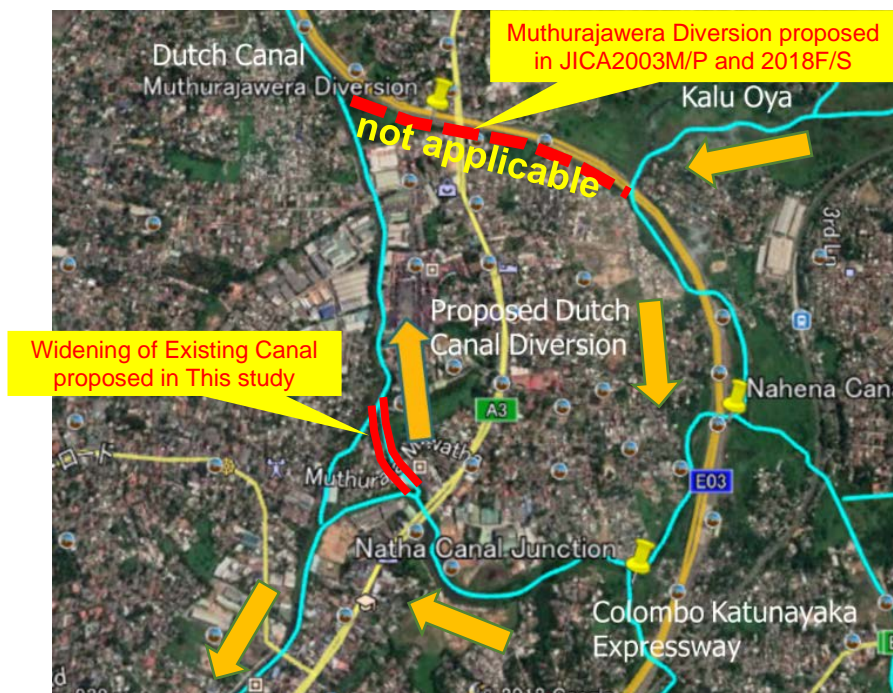 Muthurajawera Diversion proposed
in JICA2003M/P and 2018F/S
Dutch Canal
Muthurajawera Diversion
Kalu Oya
not applicable
3rd Ln
Proposed Dutch
Canal Diversion
Widening of Existing Canal
proposed in This study
Nahena Cana
A3
E03
Natha Canal Junction
Colombo Katunayaka
Expressway